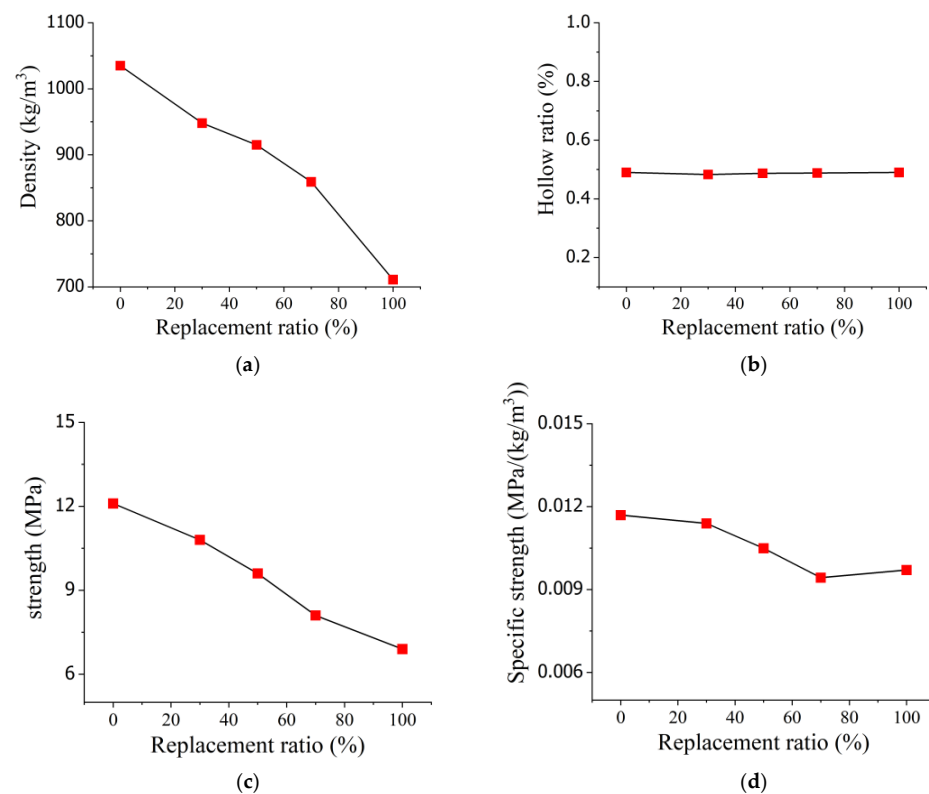 1100
1000
900
800
700
Density (kg/m³)
0 20 40 60 80 100
Replacement ratio (%)
(a)
1.0
0.8
0.6
0.4
0.2
Hollow ratio (%)
0 20 40 60 80 100
Replacement ratio (%)
(b)
15
12
9
6
strength (MPa)
0 20 40 60 80 100
Replacement ratio (%)
(c)
0.015
0.012
0.009
0.006
Specific strength (MPa/(kg/m³))
0 20 40 60 80 100
Replacement ratio (%)
(d)